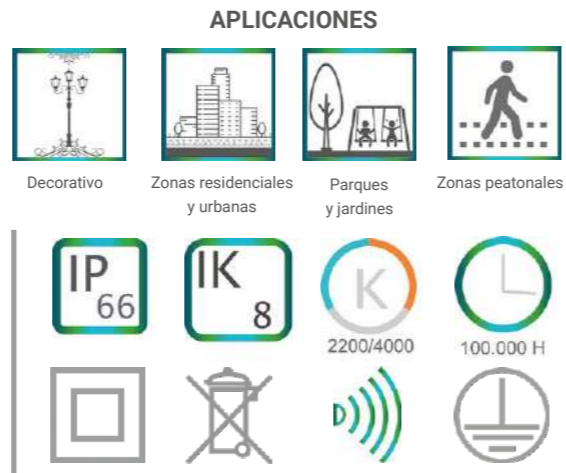 APLICACIONES
Decorativo
Zonas residenciales
y urbanas
Parques
y jardines
Zonas peatonales
IP
66
IK
8
K
2200/4000
100.000 H